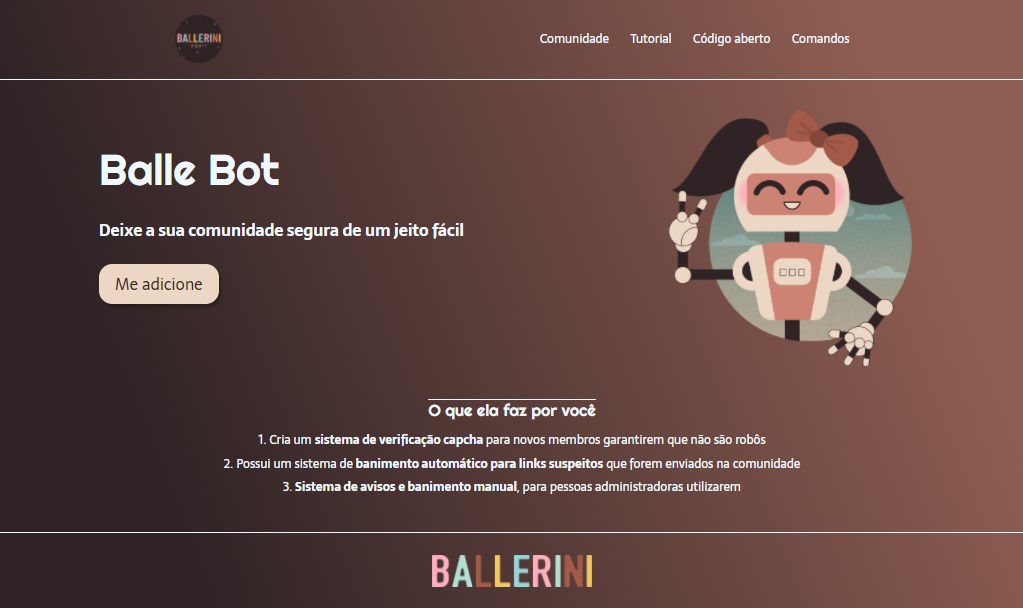 BALLERINI
Comunidade Tutorial Código aberto Comandos
Balle Bot
Deixe a sua comunidade segura de um jeito fácil
Me adicione
O que ela faz por você
1. Cria um sistema de verificação capcha para novos membros garantirem que não são robôs
2. Possui um sistema de banimento automático para links suspeitos que forem enviados na comunidade
3. Sistema de avisos e banimento manual, para pessoas administradoras utilizarem
BALLERINI